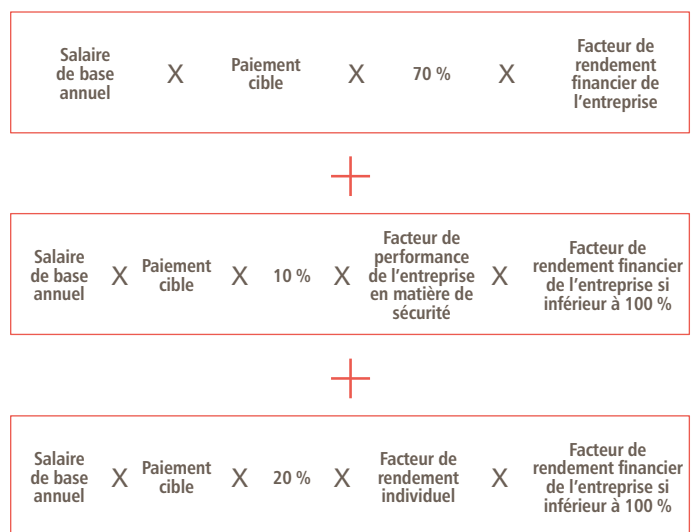 Salaire
de base
annuel
X
Paiement
cible
X
70 %
X
Facteur de
rendement
financier de
l'entreprise
+
Salaire
de base
annuel
X
Paiement
cible
X
10 %
X
Facteur de
performance
de l'entreprise
en matière de
sécurité
X
Facteur de
rendement financier
de l'entreprise si
inférieur à 100 %
+
Salaire
de base
annuel
X
Paiement
cible
X
20 %
X
Facteur de
rendement
individuel
X
Facteur de
rendement financier
de l'entreprise si
inférieur à 100 %